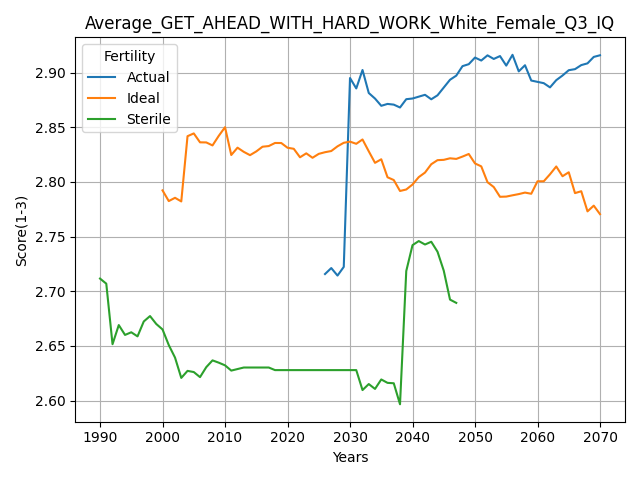 Average_GET_AHEAD_WITH_HARD_WORK_White_Female_Q3_IQ
Fertility
Actual
Ideal
Sterile
Score(1-3)
2.90
2.85
2.80
2.75
2.70
2.65
2.60
1990 2000 2010 2020 2030 2040 2050 2060 2070
Years